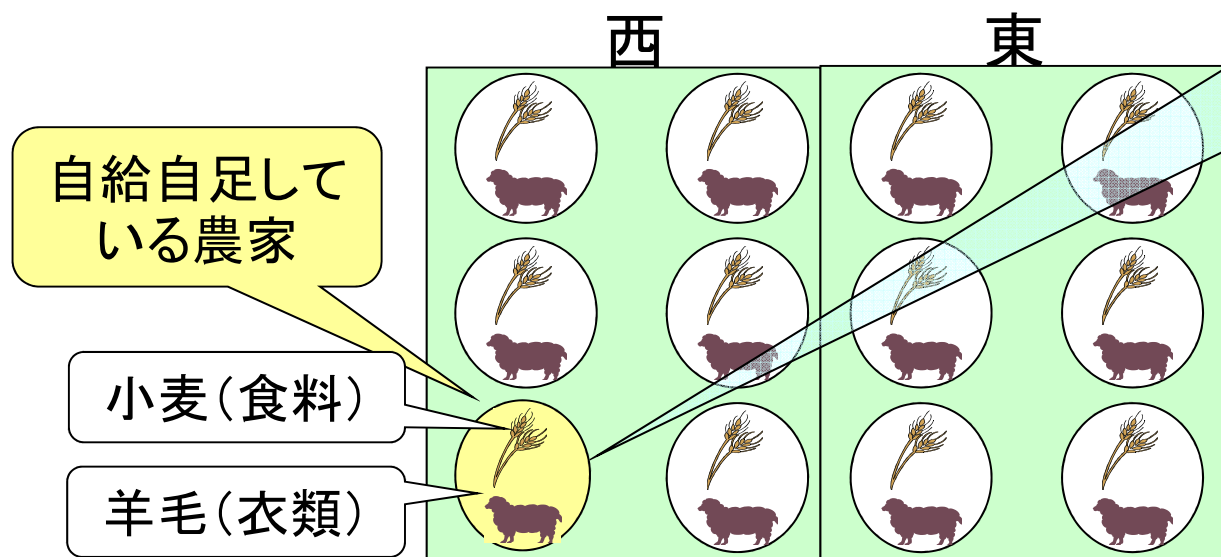 西
東
自給自足して
いる農家
小麦（食料）
羊毛（衣類）